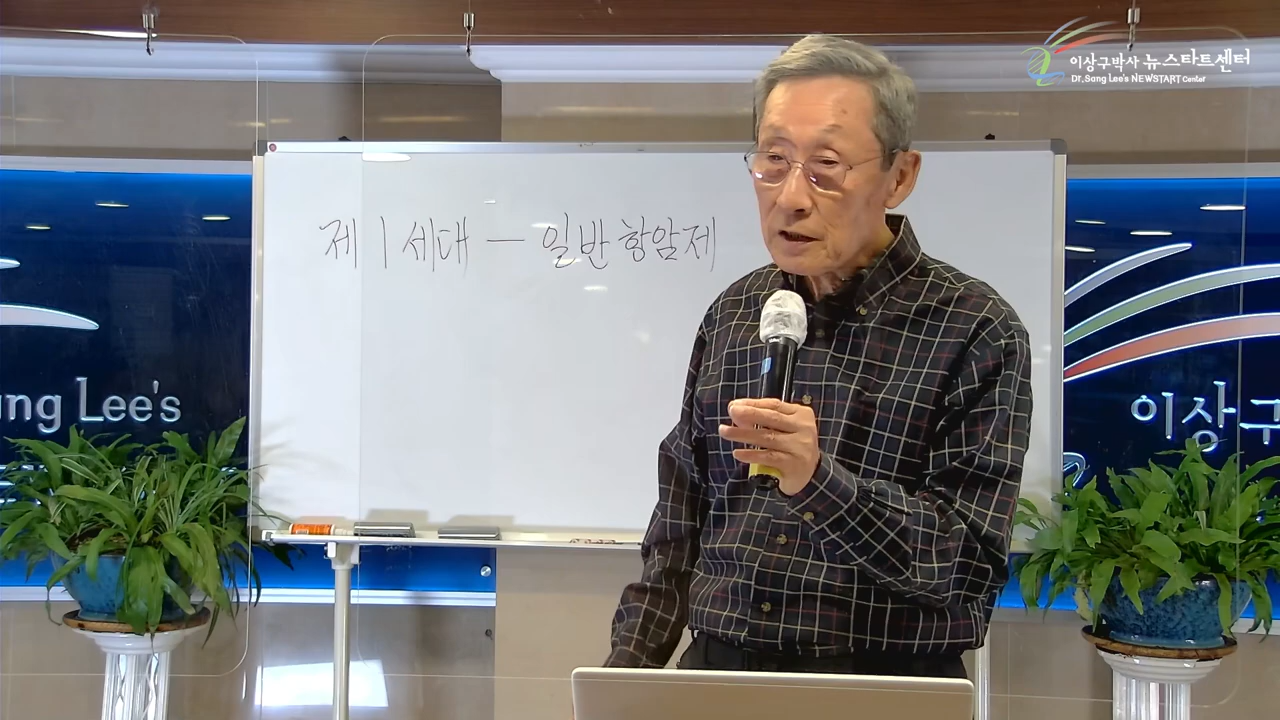 이상구박사 뉴스타트센터
Dr. Sang Lee's NEWSTART Center
제 1 세대 — 일반 항암제
ang Lee's
이상구